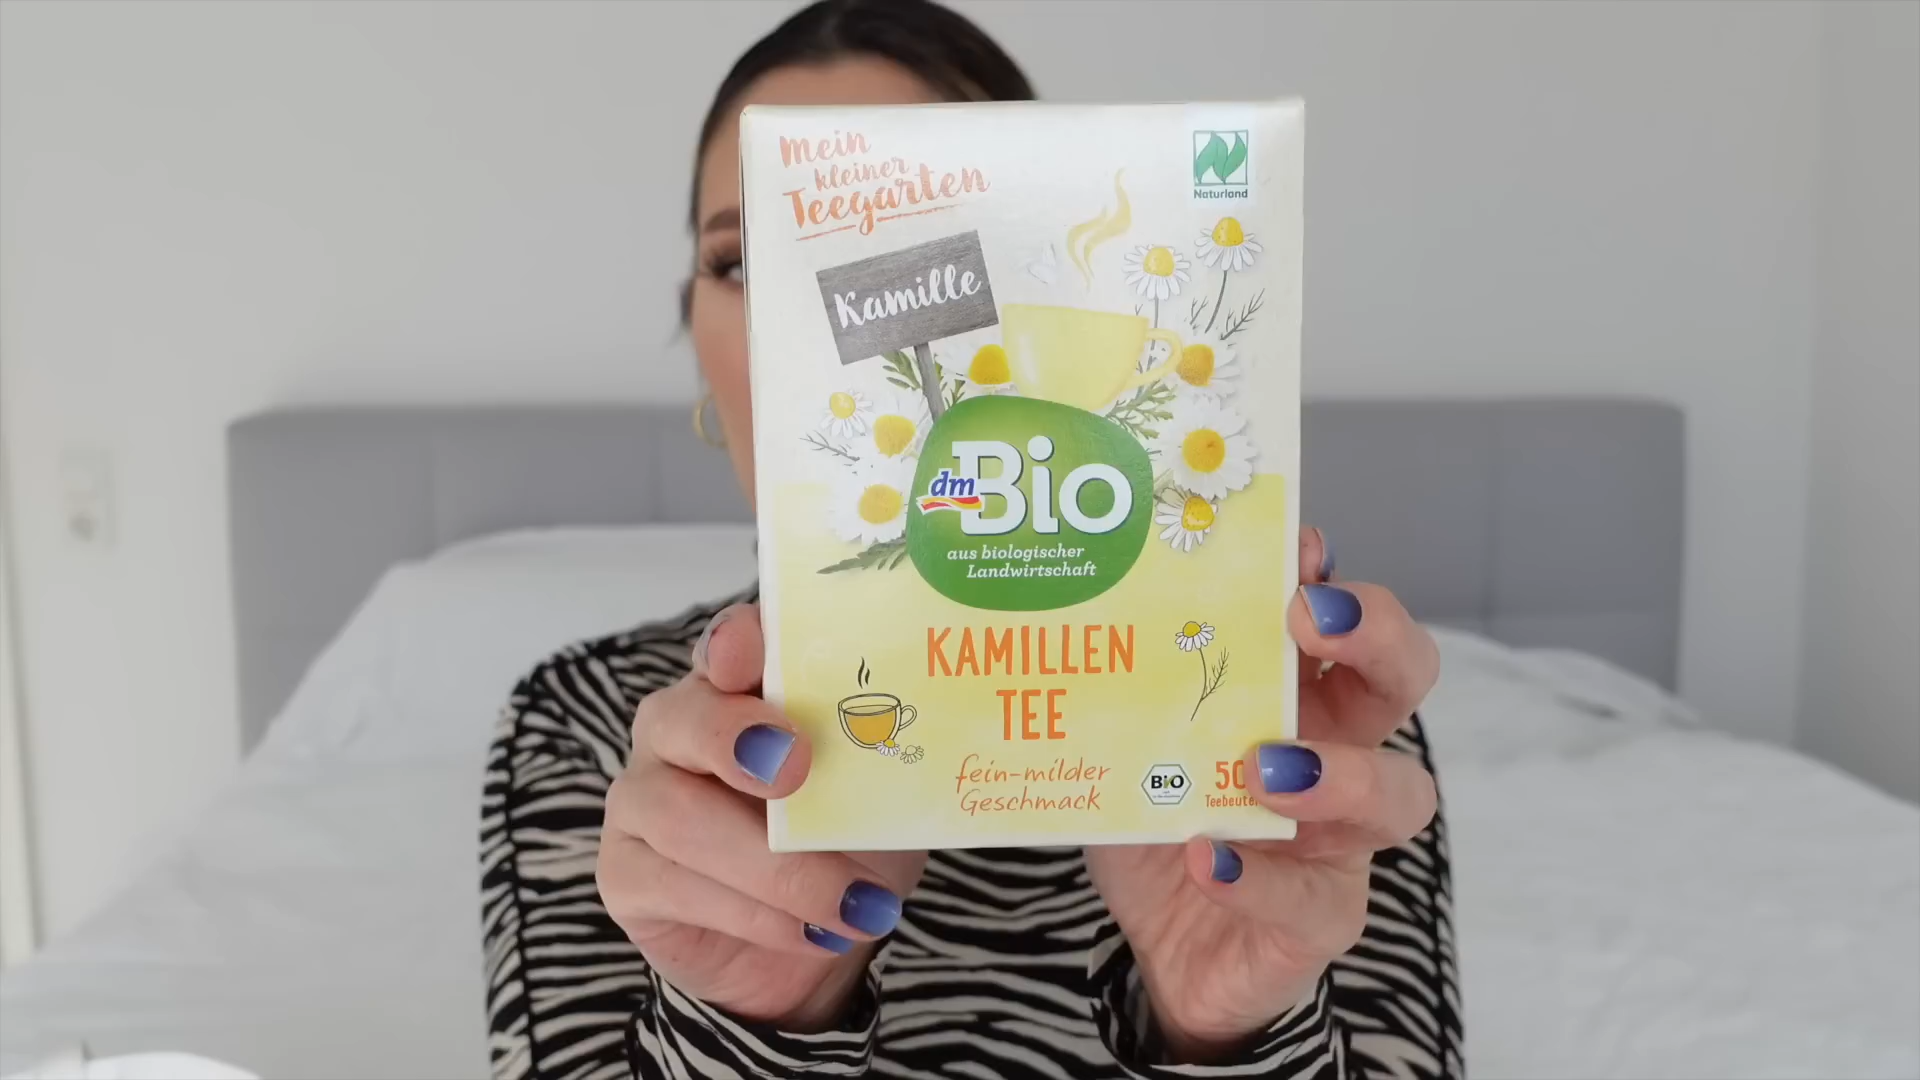 Mein
kleiner
Teegarten
Naturland
Kamille
dm
Bio
aus biologischer
Landwirtschaft
KAMILLEN
TEE
fein-milder
Geschmack
BIO
50